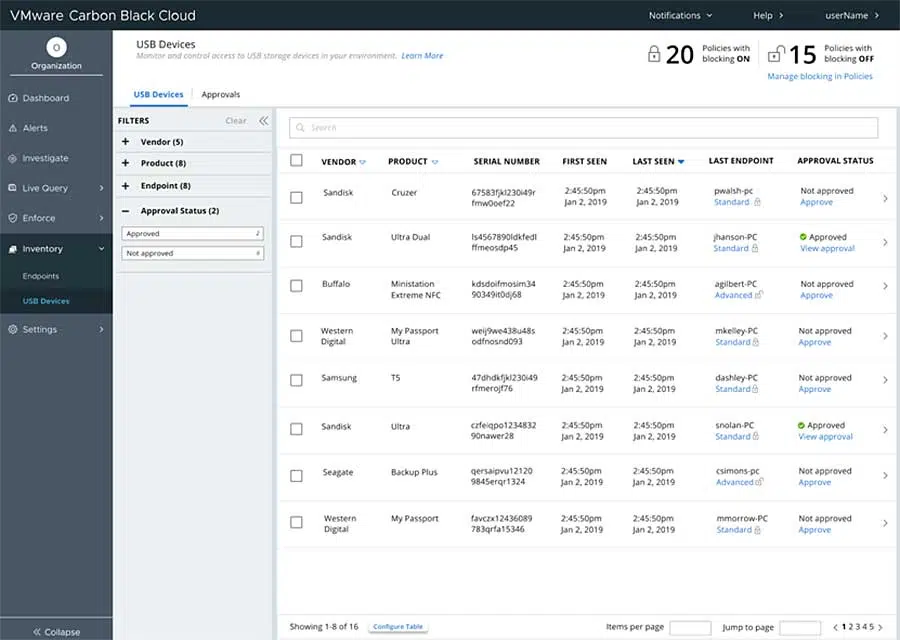 VMware Carbon Black Cloud
Notifications
Help
userName
O
Organization
Dashboard
Alerts
Investigate
Live Query
Enforce
Inventory
Endpoints
USB Devices
Settings
Collapse
USB Devices
Monitor and control access to USB storage devices in your environment. Learn More
20 Policies with
blocking ON
15 Policies with
blocking OFF
Manage blocking in Policies
USB Devices
Approvals
FILTERS
Clear
+ Vendor (5)
+ Product (8)
+ Endpoint (8)
− Approval Status (2)
Approved
Not approved
Search
VENDOR PRODUCT SERIAL NUMBER FIRST SEEN LAST SEEN LAST ENDPOINT APPROVAL STATUS
Sandisk Cruzer 67583fjkl230i49r 2:45:50pm 2:45:50pm pwalsh-pc Not approved
fmw0oef22 Jan 2, 2019 Jan 2, 2019 Standard Approve
Sandisk Ultra Dual ls4567890ldkfedl 2:45:50pm 2:45:50pm jhanson-PC Approved
ffmeosdp45 Jan 2, 2019 Jan 2, 2019 Standard View approval
Buffalo Ministation kdsdoifmosim34 2:45:50pm 2:45:50pm agilbert-PC Not approved
Extreme NFC 90349it0dj68 Jan 2, 2019 Jan 2, 2019 Advanced Approve
Western My Passport weij9we438u48s 2:45:50pm 2:45:50pm mkelley-PC Not approved
Digital Ultra odfnosnd093 Jan 2, 2019 Jan 2, 2019 Standard Approve
Samsung T5 47dhdkfjkl230i49 2:45:50pm 2:45:50pm dashley-PC Not approved
rfmerojf76 Jan 2, 2019 Jan 2, 2019 Standard Approve
Sandisk Ultra czfeiqpo1234832 2:45:50pm 2:45:50pm snolan-PC Approved
90nawer28 Jan 2, 2019 Jan 2, 2019 Standard View approval
Seagate Backup Plus qersaipvu12120 2:45:50pm 2:45:50pm csimons-pc Not approved
9845erqr1324 Jan 2, 2019 Jan 2, 2019 Advanced Approve
Western My Passport favczx12436089 2:45:50pm 2:45:50pm mmorrow-PC Not approved
Digital 783qrfa15346 Jan 2, 2019 Jan 2, 2019 Standard Approve
Showing 1-8 of 16 Configure Table Items per page Jump to page 1 2 3 4 5